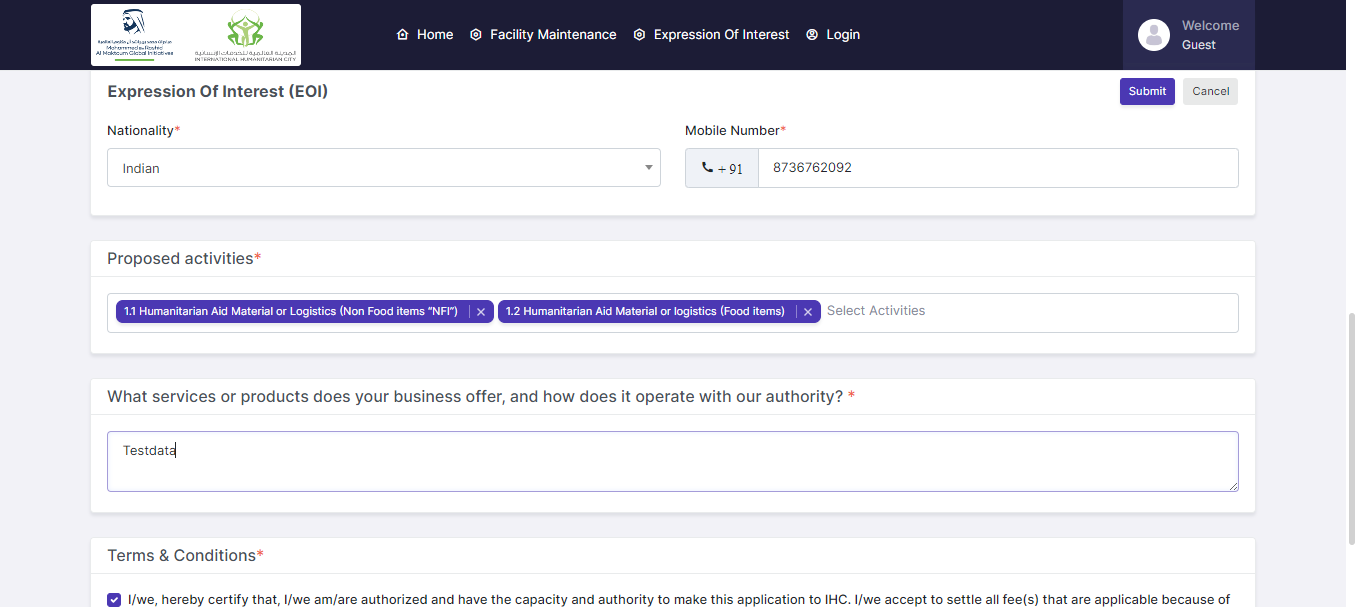 Mohammed Bin Rashid
Al Maktoum Global Initiatives
INTERNATIONAL HUMANITARIAN CITY
Home
Facility Maintenance
Expression Of Interest
Login
Welcome
Guest
Expression Of Interest (EOI)
Submit
Cancel
Nationality*
Mobile Number*
Indian
+ 91
8736762092
Proposed activities*
1.1 Humanitarian Aid Material or Logistics (Non Food items “NFI”)
1.2 Humanitarian Aid Material or logistics (Food items)
Select Activities
What services or products does your business offer, and how does it operate with our authority? *
Testdata
Terms & Conditions*
I/we, hereby certify that, I/we am/are authorized and have the capacity and authority to make this application to IHC. I/we accept to settle all fee(s) that are applicable because of